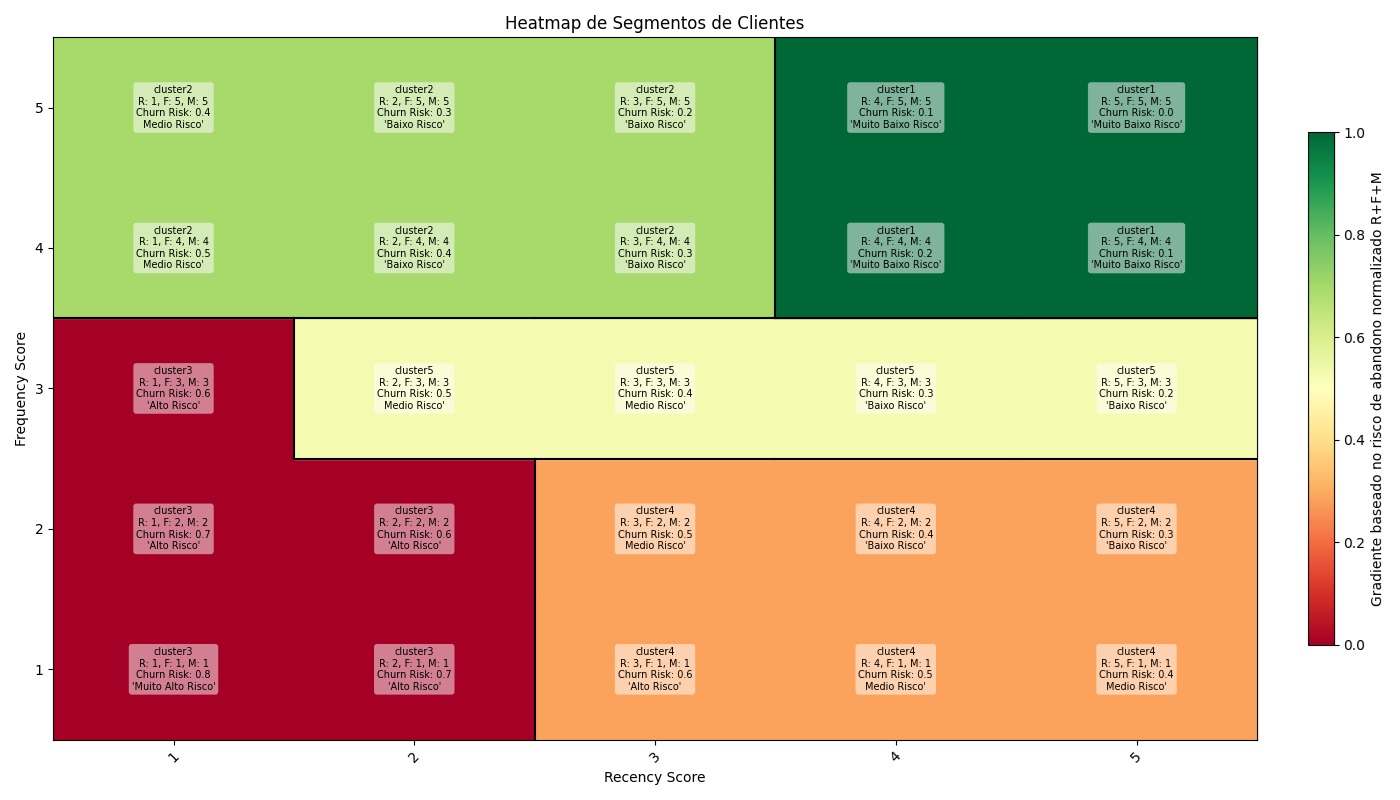 Heatmap de Segmentos de Clientes
Frequency Score
5
cluster2
R: 1, F: 5, M: 5
Churn Risk: 0.4
Medio Risco'
cluster2
R: 2, F: 5, M: 5
Churn Risk: 0.3
'Baixo Risco'
cluster2
R: 3, F: 5, M: 5
Churn Risk: 0.2
'Baixo Risco'
cluster1
R: 4, F: 5, M: 5
Churn Risk: 0.1
'Muito Baixo Risco'
cluster1
R: 5, F: 5, M: 5
Churn Risk: 0.0
'Muito Baixo Risco'
4
cluster2
R: 1, F: 4, M: 4
Churn Risk: 0.5
Medio Risco'
cluster2
R: 2, F: 4, M: 4
Churn Risk: 0.4
'Baixo Risco'
cluster2
R: 3, F: 4, M: 4
Churn Risk: 0.3
'Baixo Risco'
cluster1
R: 4, F: 4, M: 4
Churn Risk: 0.2
'Muito Baixo Risco'
cluster1
R: 5, F: 4, M: 4
Churn Risk: 0.1
'Muito Baixo Risco'
3
cluster3
R: 1, F: 3, M: 3
Churn Risk: 0.6
'Alto Risco'
cluster5
R: 2, F: 3, M: 3
Churn Risk: 0.5
Medio Risco'
cluster5
R: 3, F: 3, M: 3
Churn Risk: 0.4
Medio Risco'
cluster5
R: 4, F: 3, M: 3
Churn Risk: 0.3
'Baixo Risco'
cluster5
R: 5, F: 3, M: 3
Churn Risk: 0.2
'Baixo Risco'
2
cluster3
R: 1, F: 2, M: 2
Churn Risk: 0.7
'Alto Risco'
cluster3
R: 2, F: 2, M: 2
Churn Risk: 0.6
'Alto Risco'
cluster4
R: 3, F: 2, M: 2
Churn Risk: 0.5
Medio Risco'
cluster4
R: 4, F: 2, M: 2
Churn Risk: 0.4
'Baixo Risco'
cluster4
R: 5, F: 2, M: 2
Churn Risk: 0.3
'Baixo Risco'
1
cluster3
R: 1, F: 1, M: 1
Churn Risk: 0.8
'Muito Alto Risco'
cluster3
R: 2, F: 1, M: 1
Churn Risk: 0.7
'Alto Risco'
cluster4
R: 3, F: 1, M: 1
Churn Risk: 0.6
'Alto Risco'
cluster4
R: 4, F: 1, M: 1
Churn Risk: 0.5
Medio Risco'
cluster4
R: 5, F: 1, M: 1
Churn Risk: 0.4
Medio Risco'
1
2
3
4
5
Recency Score
1.0
0.8
0.6
0.4
0.2
0.0
Gradiente baseado no risco de abandono normalizado R+F+M